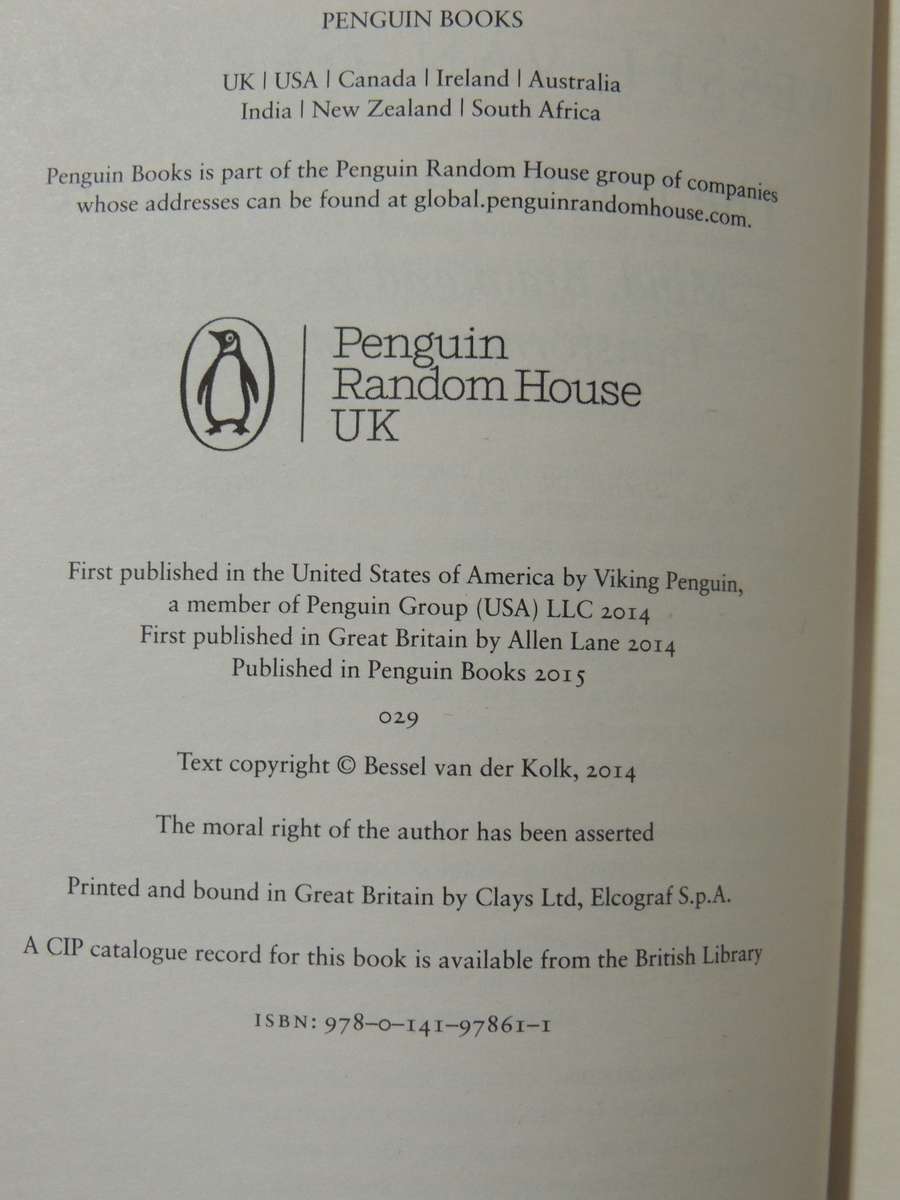 PENGUIN BOOKS
UK | USA | Canada | Ireland | Australia
India | New Zealand | South Africa
Penguin Books is part of the Penguin Random House group of companies
whose addresses can be found at global.penguinrandomhouse.com.
Penguin
Random House
UK
First published in the United States of America by Viking Penguin,
a member of Penguin Group (USA) LLC 2014
First published in Great Britain by Allen Lane 2014
Published in Penguin Books 2015
029
Text copyright © Bessel van der Kolk, 2014
The moral right of the author has been asserted
Printed and bound in Great Britain by Clays Ltd, Elcograf S.p.A.
A CIP catalogue record for this book is available from the British Library
ISBN: 978–0–141–97861–1